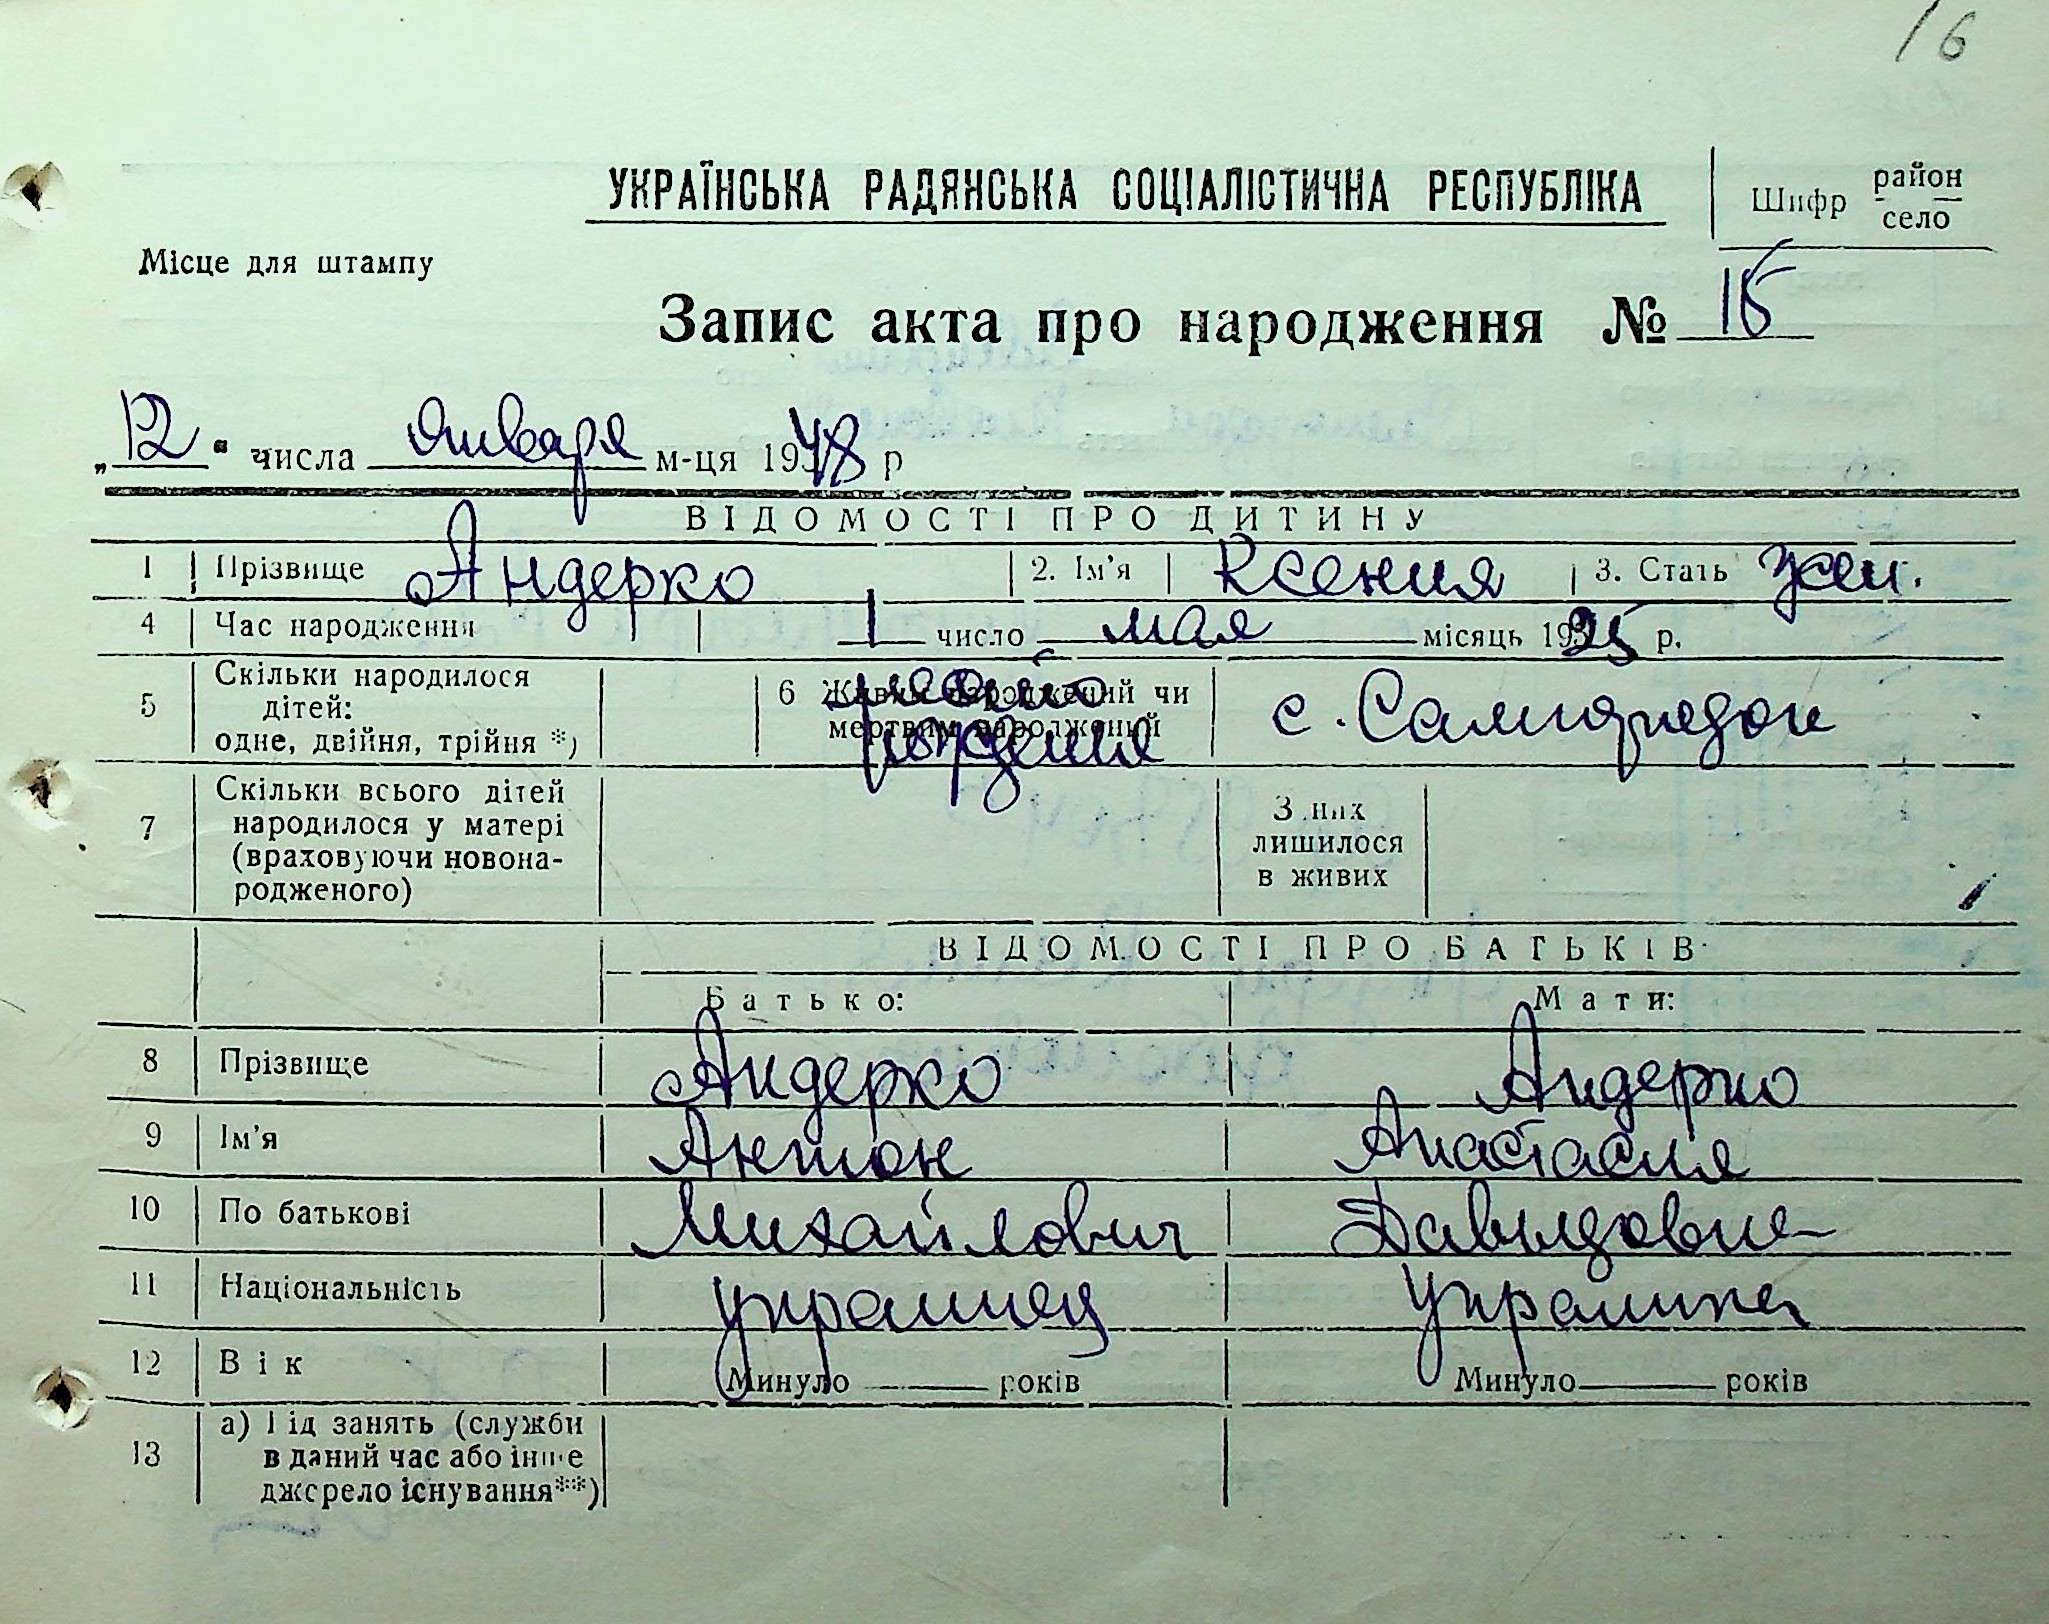 16
УКРАЇНСЬКА РАДЯНСЬКА СОЦІАЛІСТИЧНА РЕСПУБЛІКА
Шифр район село
Місце для штампу
Запис акта про народження № 15
„12" числа января м-ця 1948 р
ВІДОМОСТІ ПРО ДИТИНУ
1 Прізвище Андерко 2. Ім'я Ксения 3. Стать жен.
4 Час народження 1 число мая місяць 1925 р.
5 Скільки народилося дітей: одне, двійня, трійня *) 6 Живим народжений чи мертвим народжений рождения с. Самгородок
7 Скільки всього дітей народилося у матері (враховуючи новонародженого) З них лишилося в живих
ВІДОМОСТІ ПРО БАТЬКІВ
Батько: Мати:
8 Прізвище Андерко Андерко
9 Ім'я Антон Анастасия
10 По батькові Михайлович Давыдовна
11 Національність украинец украинка
12 Вік Минуло років Минуло років
13 а) Під занять (служби в даний час або інше джерело існування**)